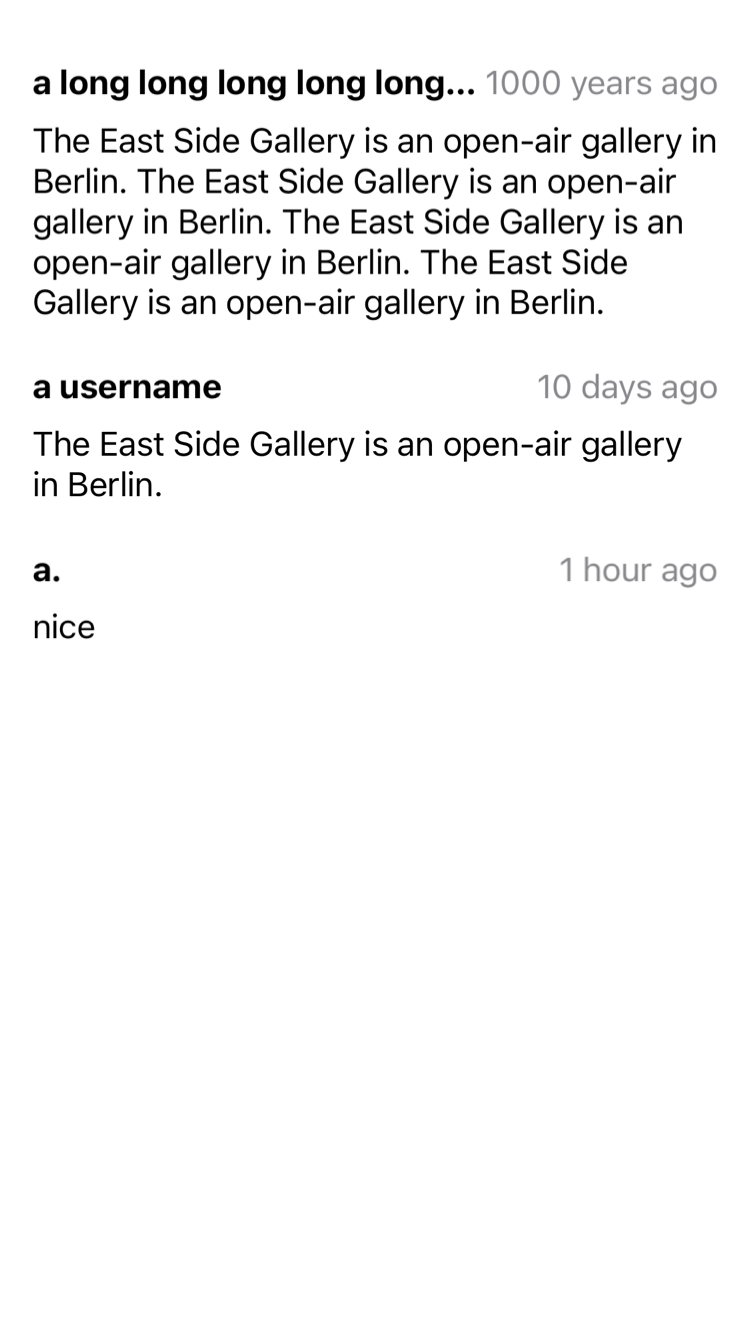 a long long long long long... 1000 years ago
The East Side Gallery is an open-air gallery in
Berlin. The East Side Gallery is an open-air
gallery in Berlin. The East Side Gallery is an
open-air gallery in Berlin. The East Side
Gallery is an open-air gallery in Berlin.
a username 10 days ago
The East Side Gallery is an open-air gallery
in Berlin.
a. 1 hour ago
nice